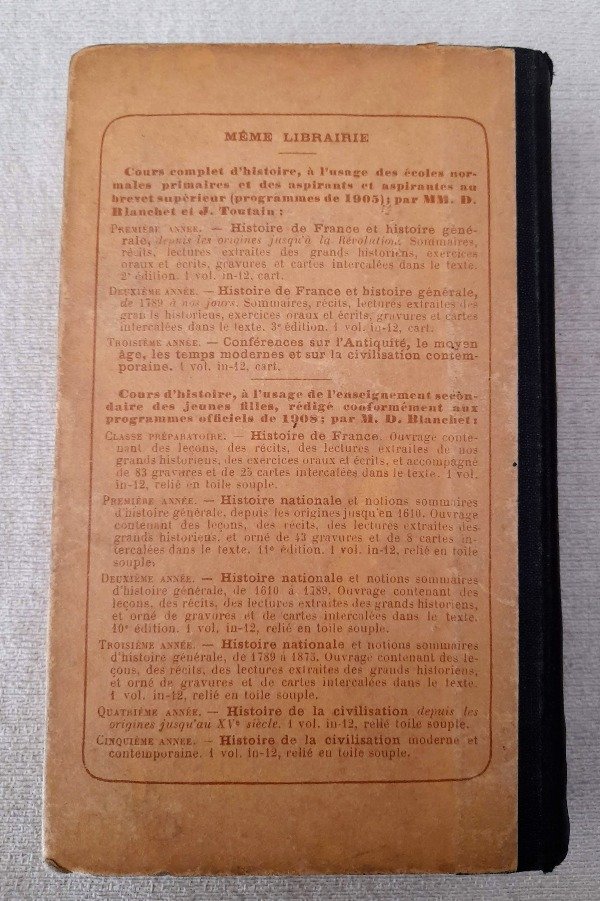 MÊME LIBRAIRIE
Cours complet d'histoire, à l'usage des écoles nor-
males primaires et des aspirants et aspirantes au
brevet supérieur (programmes de 1905); par MM. D.
Blanchet et J. Toutain :
PREMIÈRE ANNÉE. — Histoire de France et histoire géné-
rale, depuis les origines jusqu'à la Révolution. Sommaires,
récits, lectures extraites des grands historiens, exercices
oraux et écrits, gravures et cartes intercalées dans le texte.
2e édition. 1 vol. in-12, cart.
DEUXIÈME ANNÉE. — Histoire de France et histoire générale,
de 1789 à nos jours. Sommaires, récits, lectures extraites des
grands historiens, exercices oraux et écrits, gravures et cartes
intercalées dans le texte. 3e édition. 1 vol. in-12, cart.
TROISIÈME ANNÉE. — Conférences sur l'Antiquité, le moyen
âge, les temps modernes et sur la civilisation contem-
poraine. 1 vol. in-12, cart.
Cours d'histoire, à l'usage de l'enseignement secon-
daire des jeunes filles, rédigé conformément aux
programmes officiels de 1908; par M. D. Blanchet:
CLASSE PRÉPARATOIRE. — Histoire de France. Ouvrage conte-
nant des leçons, des récits, des lectures extraites de nos
grands historiens, des exercices oraux et écrits, et accompagné
de 83 gravures et de 25 cartes intercalées dans le texte. 1 vol.
in-12, relié en toile souple.
PREMIÈRE ANNÉE. — Histoire nationale et notions sommaires
d'histoire générale, depuis les origines jusqu'en 1610. Ouvrage
contenant des leçons, des récits, des lectures extraites des
grands historiens, et orné de 43 gravures et de 8 cartes in-
tercalées dans le texte. 11e édition. 1 vol. in-12, relié en toile
souple.
DEUXIÈME ANNÉE. — Histoire nationale et notions sommaires
d'histoire générale, de 1610 à 1789. Ouvrage contenant des
leçons, des récits, des lectures extraites des grands historiens,
et orné de gravures et de cartes intercalées dans le texte.
10e édition. 1 vol, in-12, relié en toile souple.
TROISIÈME ANNÉE. — Histoire nationale et notions sommaires
d'histoire générale, de 1789 à 1875. Ouvrage contenant des le-
çons, des récits, des lectures extraites des grands historiens,
et orné de gravures et de cartes intercalées dans le texte.
1 vol. in-12, relié en toile souple.
QUATRIÈME ANNÉE. — Histoire de la civilisation depuis les
origines jusqu'au XVe siècle. 1 vol. in-12, relié toile souple.
CINQUIÈME ANNÉE. — Histoire de la civilisation moderne et
contemporaine. 1 vol. in-12, relié en toile souple.